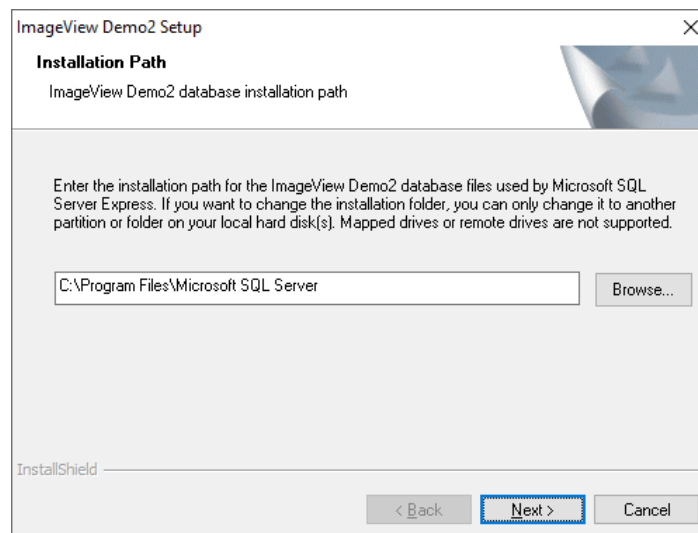 ImageView Demo2 Setup
Installation Path
ImageView Demo2 database installation path
Enter the installation path for the ImageView Demo2 database files used by Microsoft SQL
Server Express. If you want to change the installation folder, you can only change it to another
partition or folder on your local hard disk(s). Mapped drives or remote drives are not supported.
C:\Program Files\Microsoft SQL Server
Browse...
InstallShield
< Back
Next >
Cancel